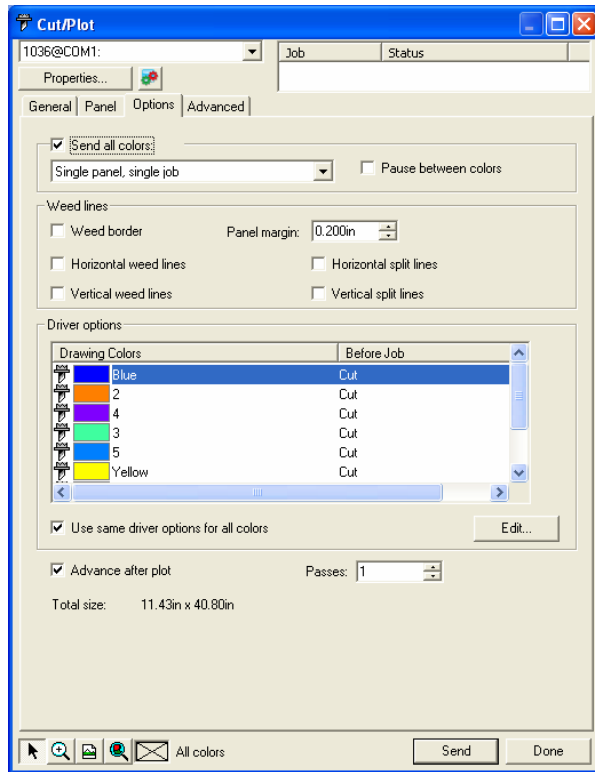 Cut/Plot
1036@COM1:
Job Status
Properties...
General Panel Options Advanced
Send all colors:
Single panel, single job
Pause between colors
Weed lines
Weed border
Panel margin: 0.200in
Horizontal weed lines
Horizontal split lines
Vertical weed lines
Vertical split lines
Driver options
Drawing Colors Before Job
Blue Cut
2 Cut
4 Cut
3 Cut
5 Cut
Yellow Cut
Use same driver options for all colors
Edit...
Advance after plot
Passes: 1
Total size: 11.43in x 40.80in
All colors
Send
Done